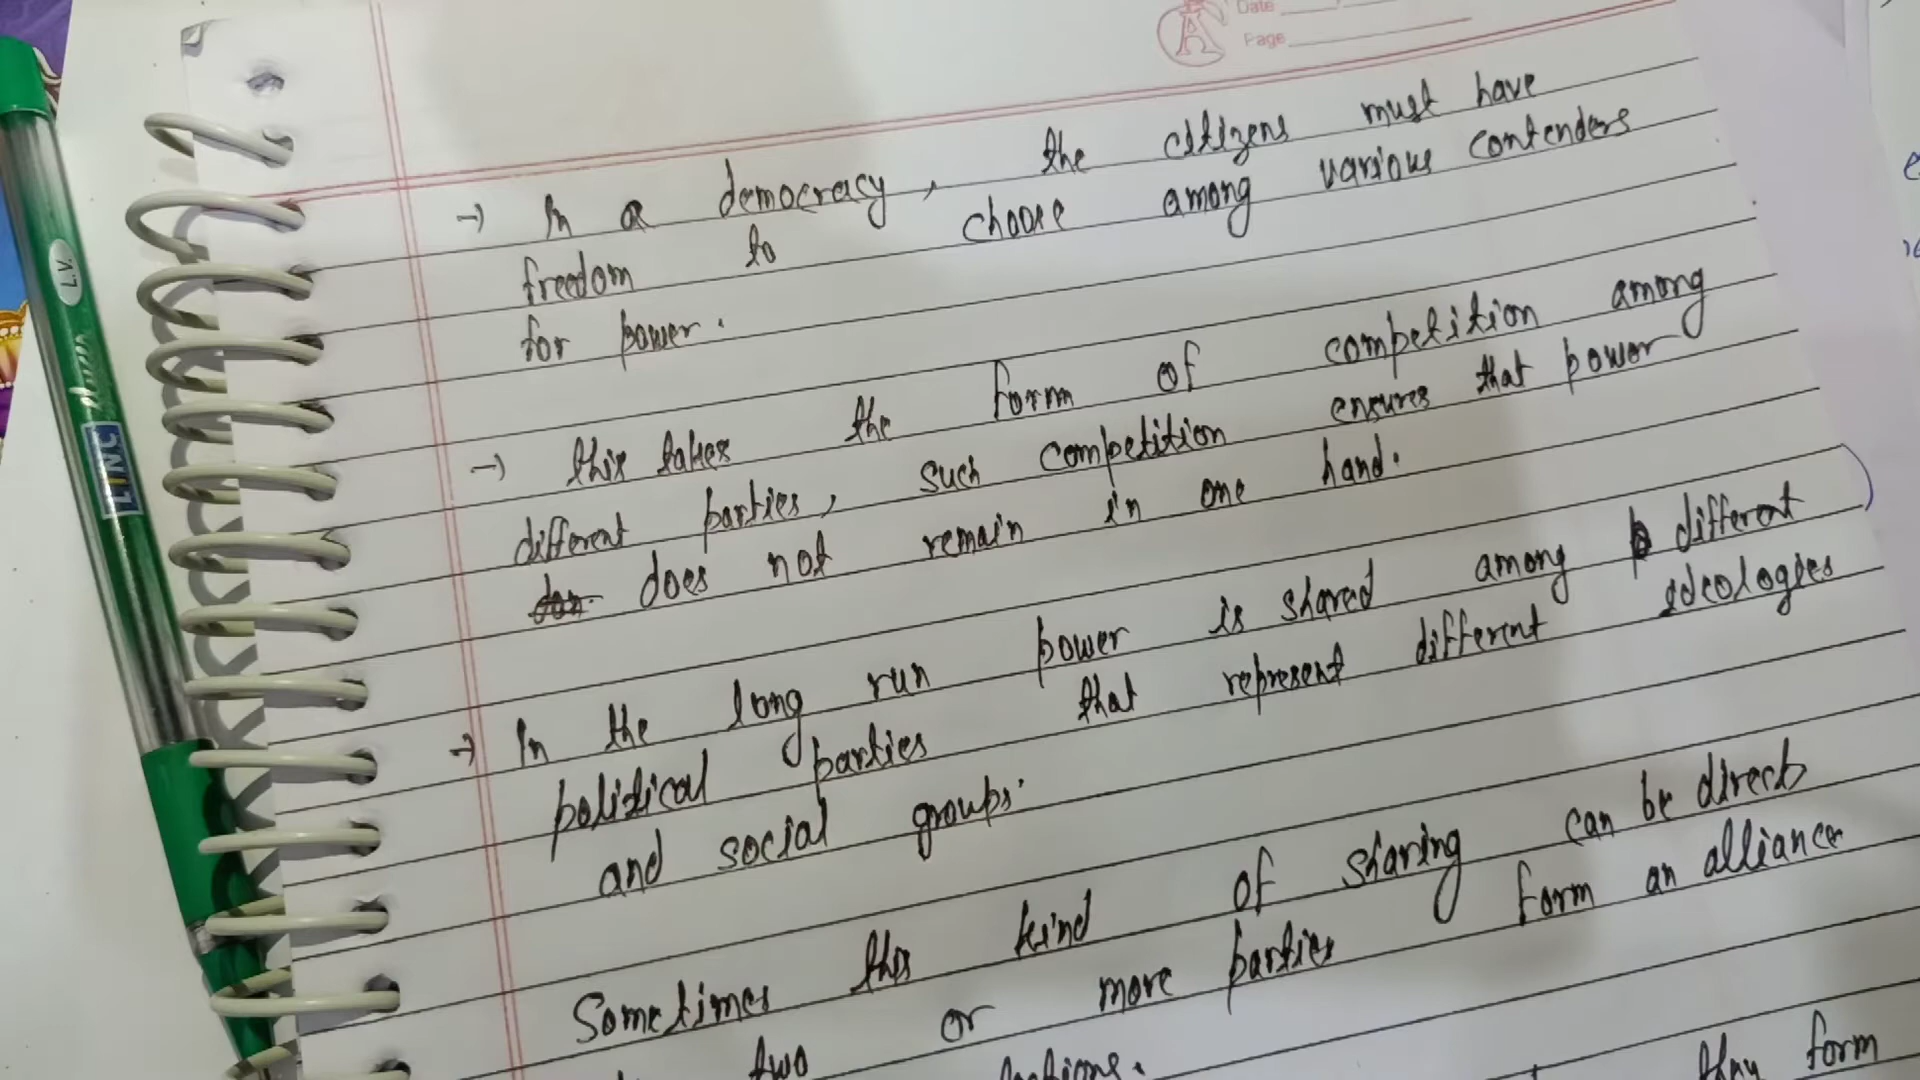 Date
Page
→ In a democracy, the citizens must have
freedom to choose among various contenders
for power.
→ this takes the form of competition among
different parties, such competition ensures that power
does not remain in one hand.
→ In the long run power is shared among different
political parties that represent different ideologies
and social groups.
Sometimes this kind of sharing can be direct
two or more parties form an alliance
they form
LINC
L.V.